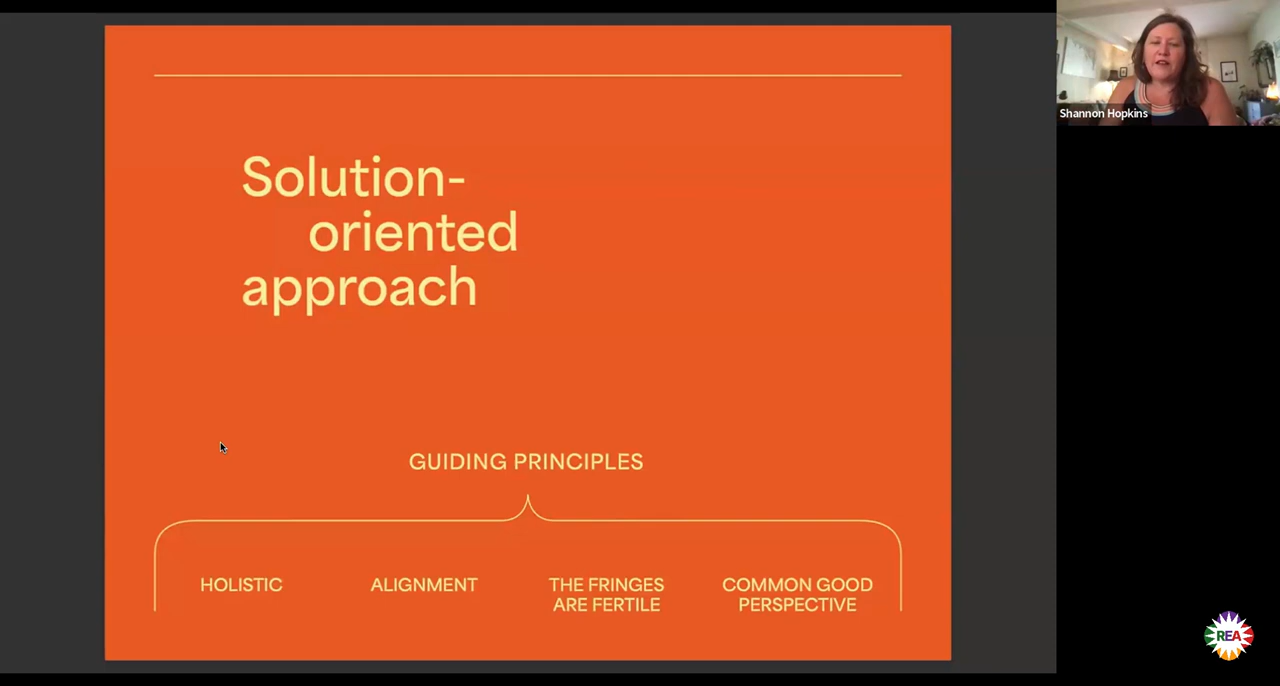 Solution-
oriented
approach
GUIDING PRINCIPLES
HOLISTIC
ALIGNMENT
THE FRINGES
ARE FERTILE
COMMON GOOD
PERSPECTIVE
Shannon Hopkins
REA